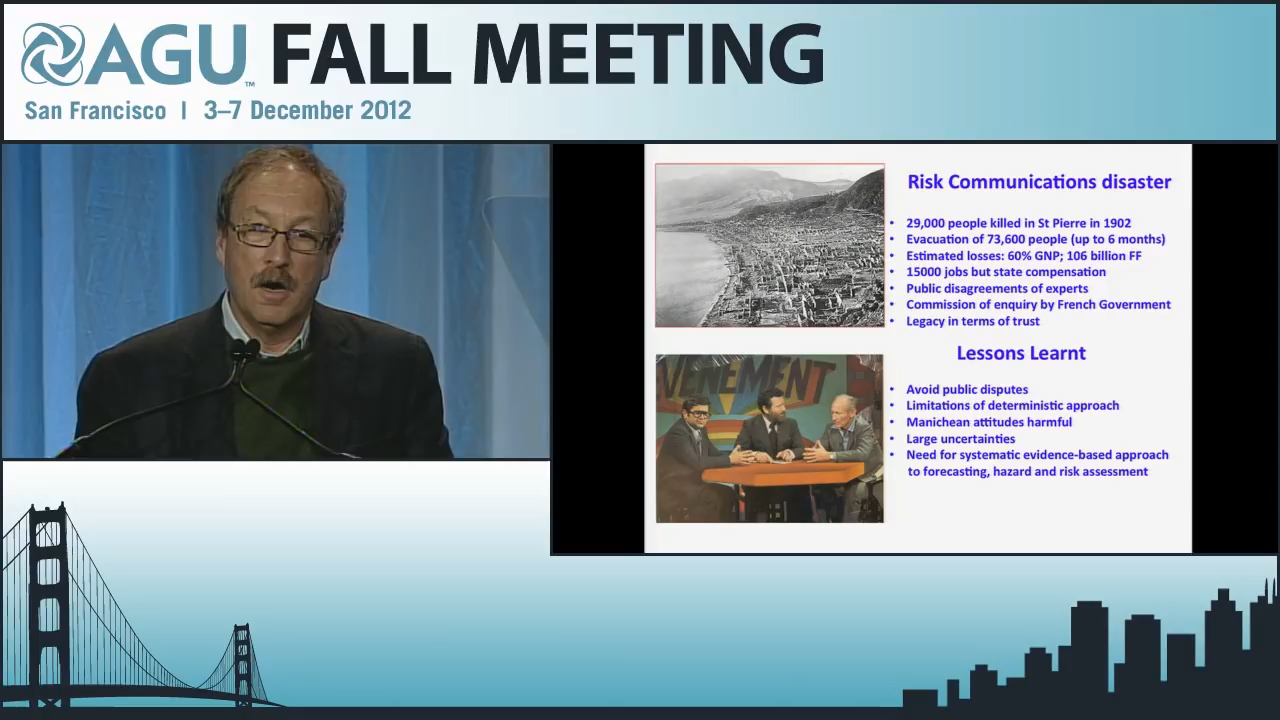 AGU™ FALL MEETING
San Francisco | 3–7 December 2012
Risk Communications disaster
• 29,000 people killed in St Pierre in 1902
• Evacuation of 73,600 people (up to 6 months)
• Estimated losses: 60% GNP; 106 billion FF
• 15000 jobs but state compensation
• Public disagreements of experts
• Commission of enquiry by French Government
• Legacy in terms of trust
Lessons Learnt
• Avoid public disputes
• Limitations of deterministic approach
• Manichean attitudes harmful
• Large uncertainties
• Need for systematic evidence-based approach
to forecasting, hazard and risk assessment
VENEMENT